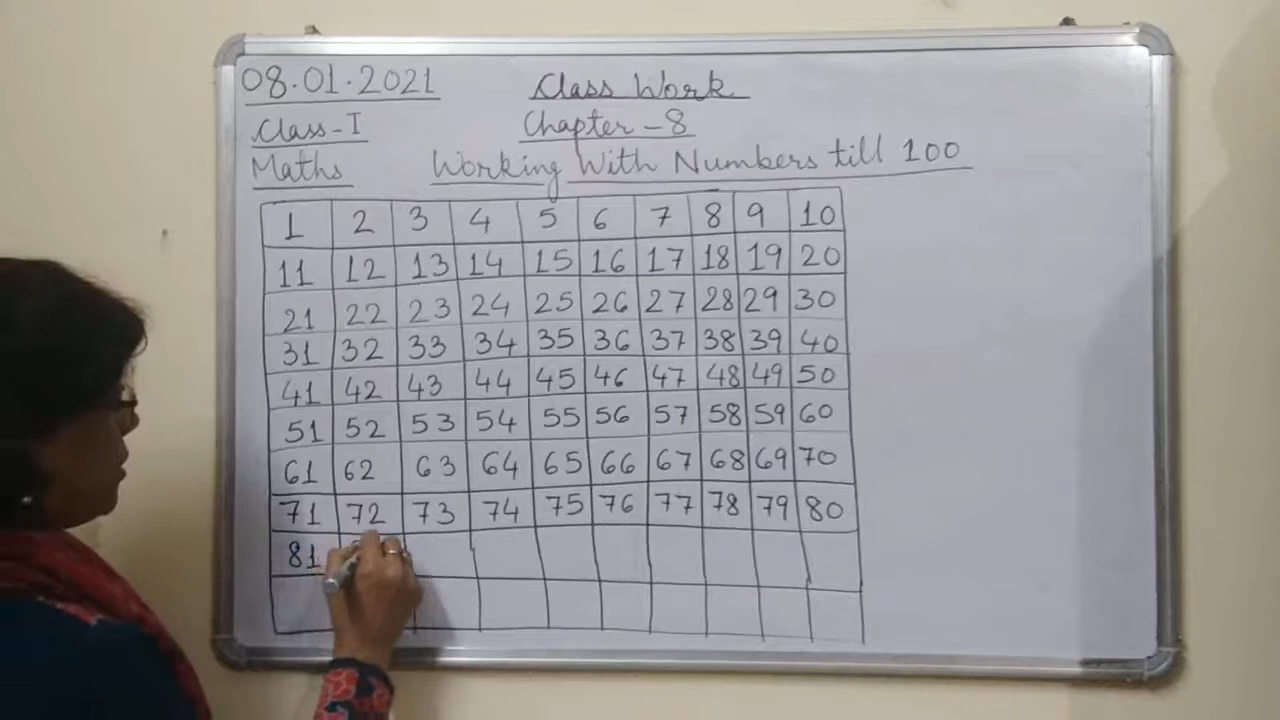 08.01.2021 Class Work
Class-I Chapter-8
Maths Working With Numbers till 100
1 2 3 4 5 6 7 8 9 10
11 12 13 14 15 16 17 18 19 20
21 22 23 24 25 26 27 28 29 30
31 32 33 34 35 36 37 38 39 40
41 42 43 44 45 46 47 48 49 50
51 52 53 54 55 56 57 58 59 60
61 62 63 64 65 66 67 68 69 70
71 72 73 74 75 76 77 78 79 80
81